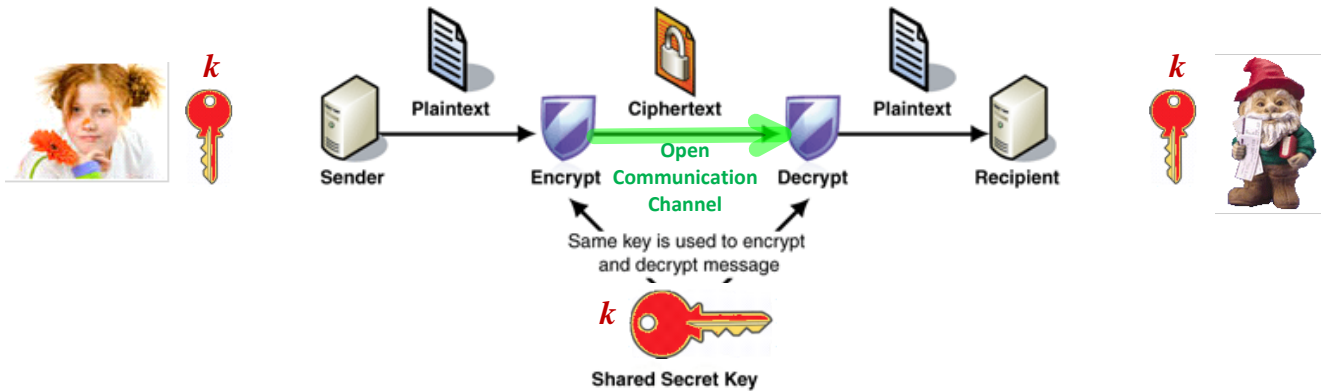 k
k
Plaintext
Ciphertext
Plaintext
Sender
Encrypt
Open
Communication
Channel
Decrypt
Recipient
Same key is used to encrypt
and decrypt message
k
Shared Secret Key